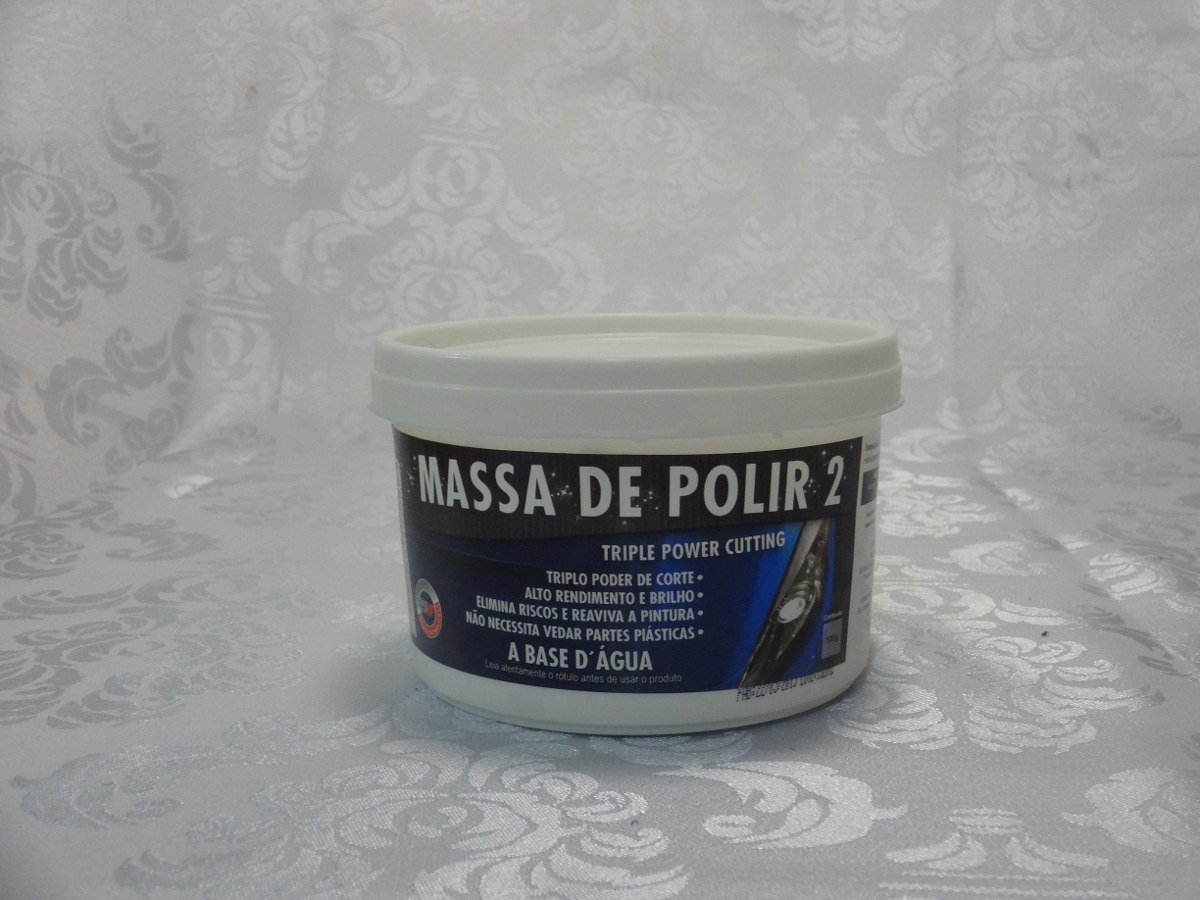 MASSA DE POLIR 2
TRIPLE POWER CUTTING
TRIPLO PODER DE CORTE •
ALTO RENDIMENTO E BRILHO •
ELIMINA RISCOS E REAVIVA A PINTURA •
NÃO NECESSITA VEDAR PARTES PIÁSTICAS •
A BASE D´ÁGUA
Leia atentamente o rótulo antes de usar o produto